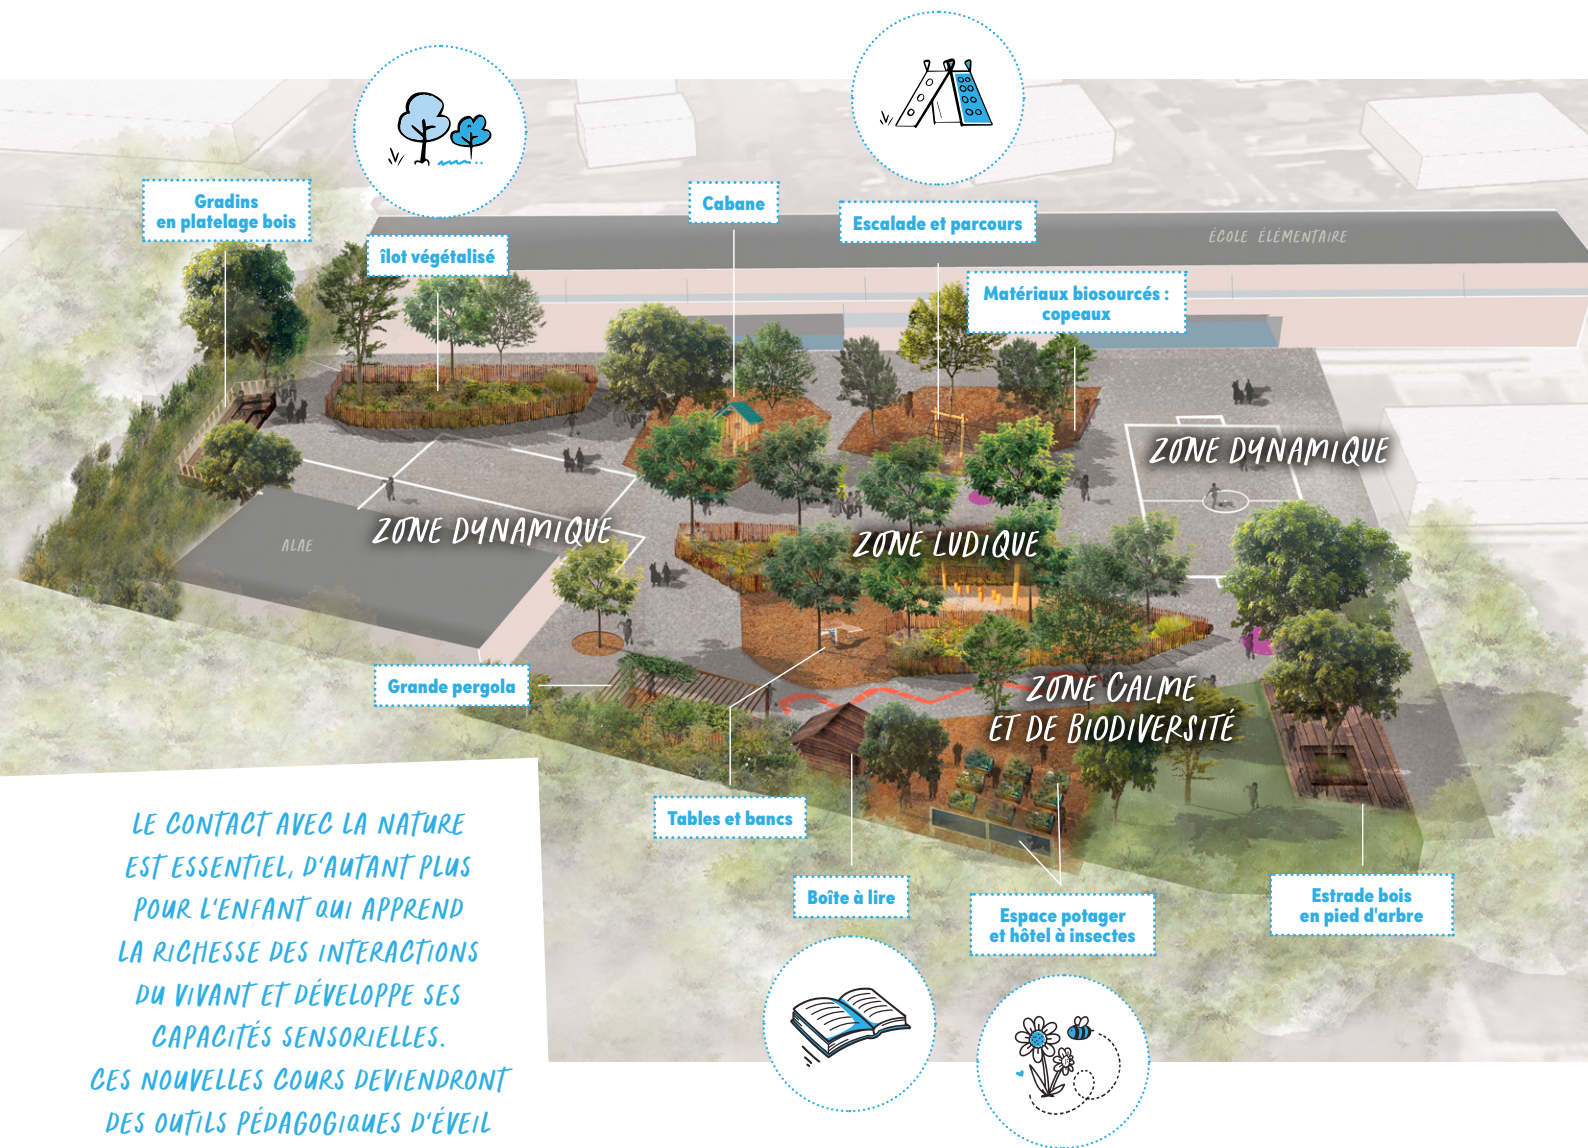 Gradins
en platelage bois
îlot végétalisé
Cabane
Escalade et parcours
ÉCOLE ÉLÉMENTAIRE
Matériaux biosourcés :
copeaux
ZONE DYNAMIQUE
ZONE DYNAMIQUE
ALAE
ZONE LUDIQUE
Grande pergola
ZONE CALME
ET DE BIODIVERSITÉ
Tables et bancs
Boîte à lire
Espace potager
et hôtel à insectes
Estrade bois
en pied d'arbre
LE CONTACT AVEC LA NATURE
EST ESSENTIEL, D'AUTANT PLUS
POUR L'ENFANT QUI APPREND
LA RICHESSE DES INTERACTIONS
DU VIVANT ET DÉVELOPPE SES
CAPACITÉS SENSORIELLES.
CES NOUVELLES COURS DEVIENDRONT
DES OUTILS PÉDAGOGIQUES D'ÉVEIL